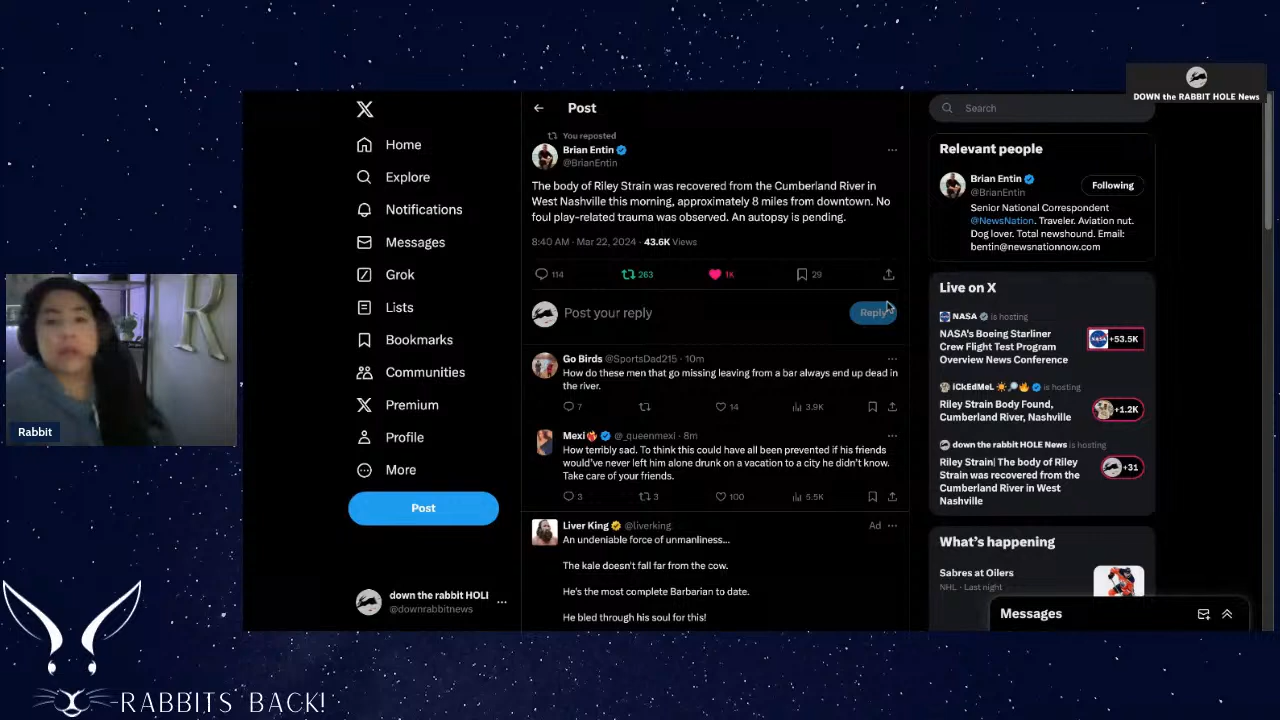 DOWN the RABBIT HOLE News
Post
Search
You reposted
Brian Entin
@BrianEntin
The body of Riley Strain was recovered from the Cumberland River in
West Nashville this morning, approximately 8 miles from downtown. No
foul play-related trauma was observed. An autopsy is pending.
8:40 AM · Mar 22, 2024 · 43.6K Views
114
263
1K
29
Post your reply
Reply
Go Birds @SportsDad215 · 10m
How do these men that go missing leaving from a bar always end up dead in
the river.
7
14
3.9K
Mexi @_queenmexi · 8m
How terribly sad. To think this could have all been prevented if his friends
would've never left him alone drunk on a vacation to a city he didn't know.
Take care of your friends.
3
3
100
5.5K
Liver King @liverking
Ad
An undeniable force of unmanliness...
The kale doesn't fall far from the cow.
He's the most complete Barbarian to date.
He bled through his soul for this!
Home
Explore
Notifications
Messages
Grok
Lists
Bookmarks
Communities
Premium
Profile
More
Post
down the rabbit HOLI
@downrabbitnews
Relevant people
Brian Entin
@BrianEntin
Following
Senior National Correspondent
@NewsNation. Traveler. Aviation nut.
Dog lover. Total newshound. Email:
bentin@newsnationnow.com
Live on X
NASA is hosting
NASA's Boeing Starliner
Crew Flight Test Program
Overview News Conference
+53.5K
iCkEdMeL is hosting
Riley Strain Body Found,
Cumberland River, Nashville
+1.2K
down the rabbit HOLE News is hosting
Riley Strain| The body of Riley
Strain was recovered from the
Cumberland River in West
Nashville
+31
What's happening
Sabres at Oilers
NHL · Last night
Messages
R
Rabbit
RABBITS BACK!